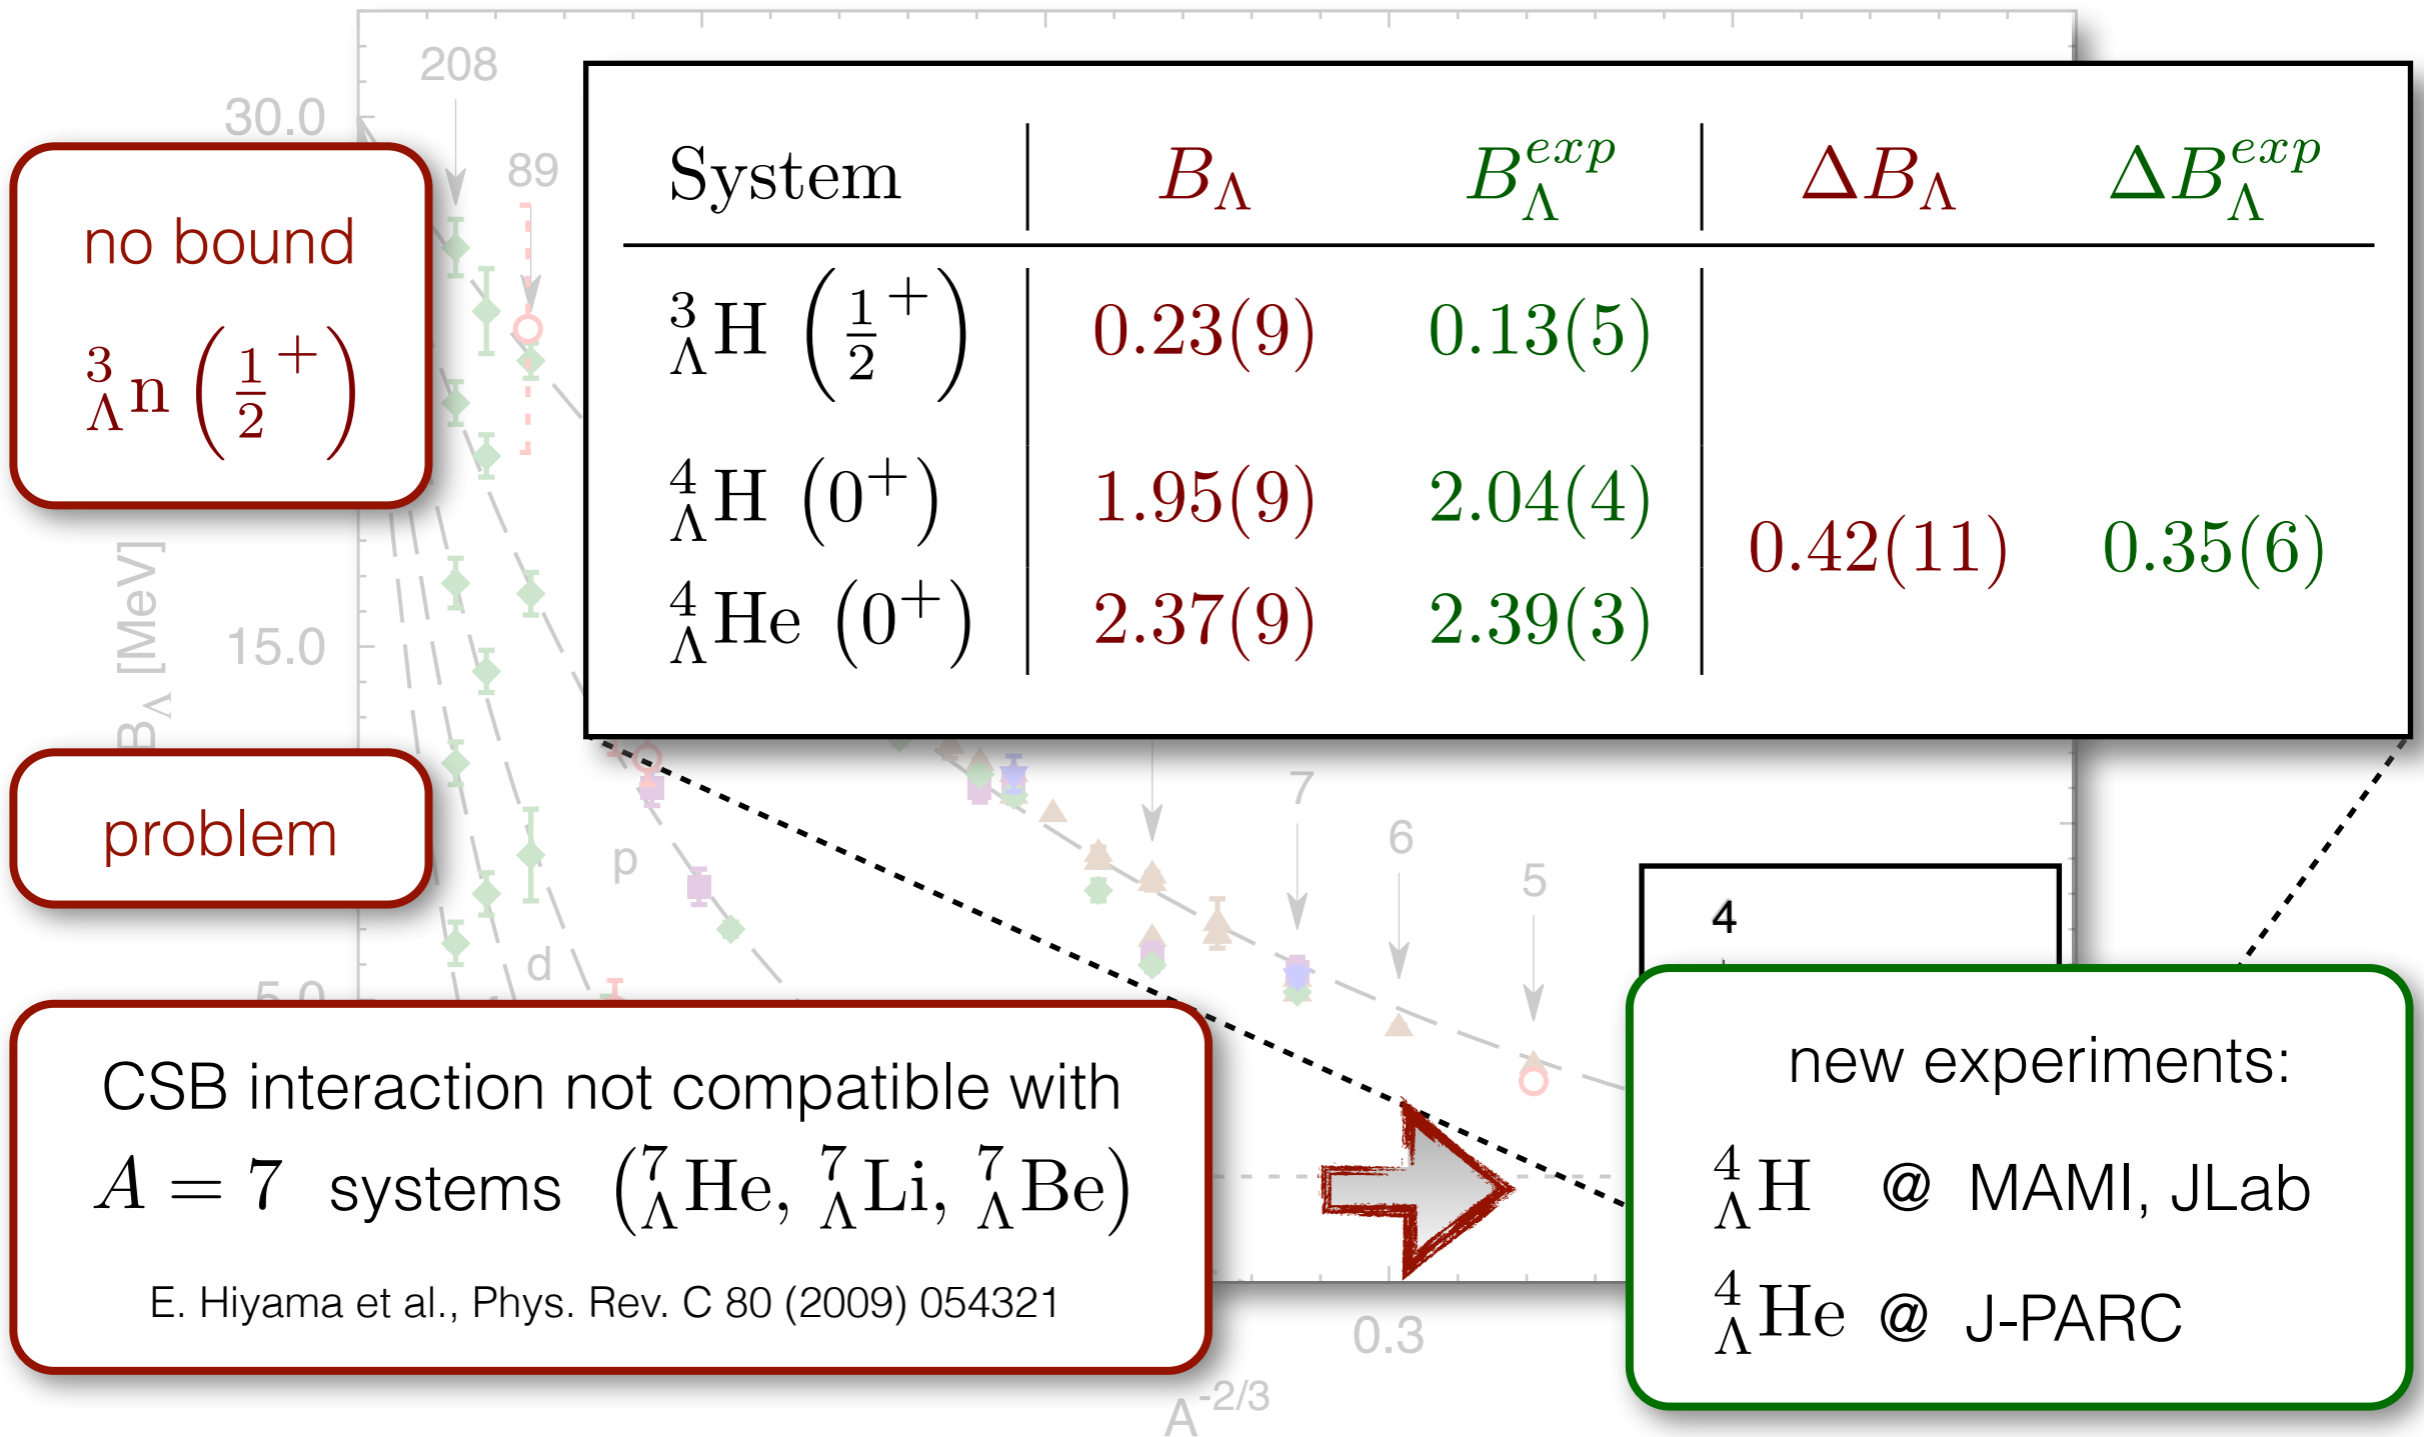 208
30.0
89
System B_Λ B_Λ^exp ΔB_Λ ΔB_Λ^exp
³_ΛH (1/2⁺) 0.23(9) 0.13(5)
⁴_ΛH (0⁺) 1.95(9) 2.04(4)
0.42(11) 0.35(6)
⁴_ΛHe (0⁺) 2.37(9) 2.39(3)
no bound
³_Λn (1/2⁺)
B_Λ [MeV]
15.0
problem
7
6
5
4
p
d
5.0
CSB interaction not compatible with
A = 7 systems (⁷_ΛHe, ⁷_ΛLi, ⁷_ΛBe)
E. Hiyama et al., Phys. Rev. C 80 (2009) 054321
new experiments:
⁴_ΛH @ MAMI, JLab
⁴_ΛHe @ J-PARC
0.3
A^-2/3